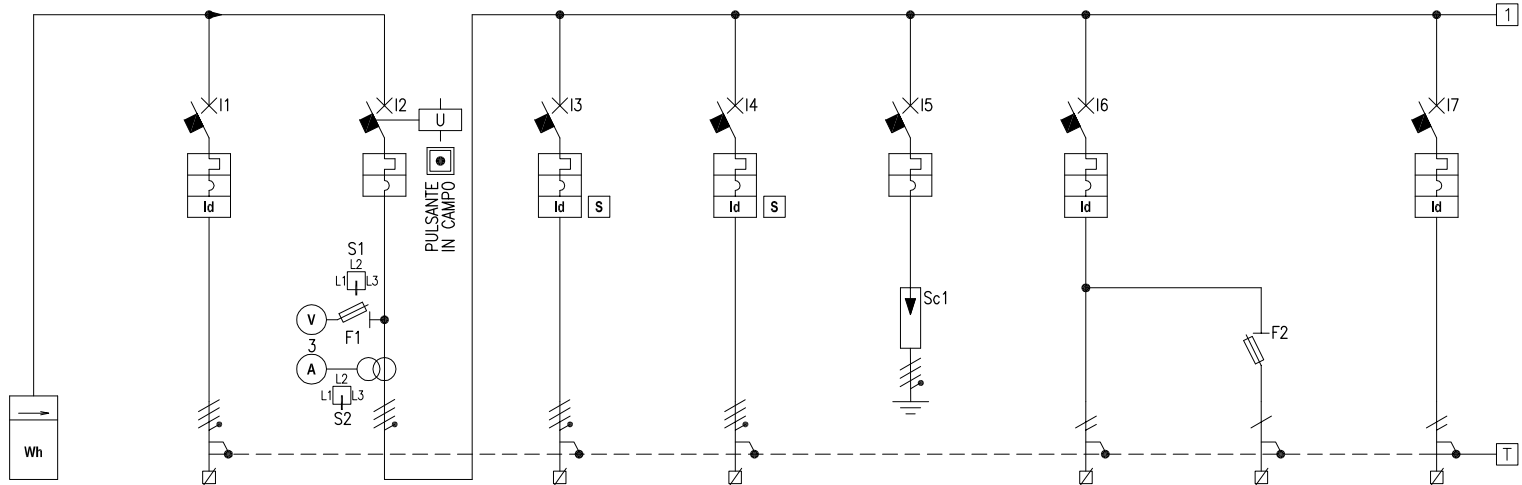 1
I1
I2
I3
I4
I5
I6
I7
U
PULSANTE
IN CAMPO
Id
Id
S
Id
S
Id
Id
S1
L2
L1
L3
V
F1
3
A
L2
L1
L3
S2
Sc1
F2
Wh
T